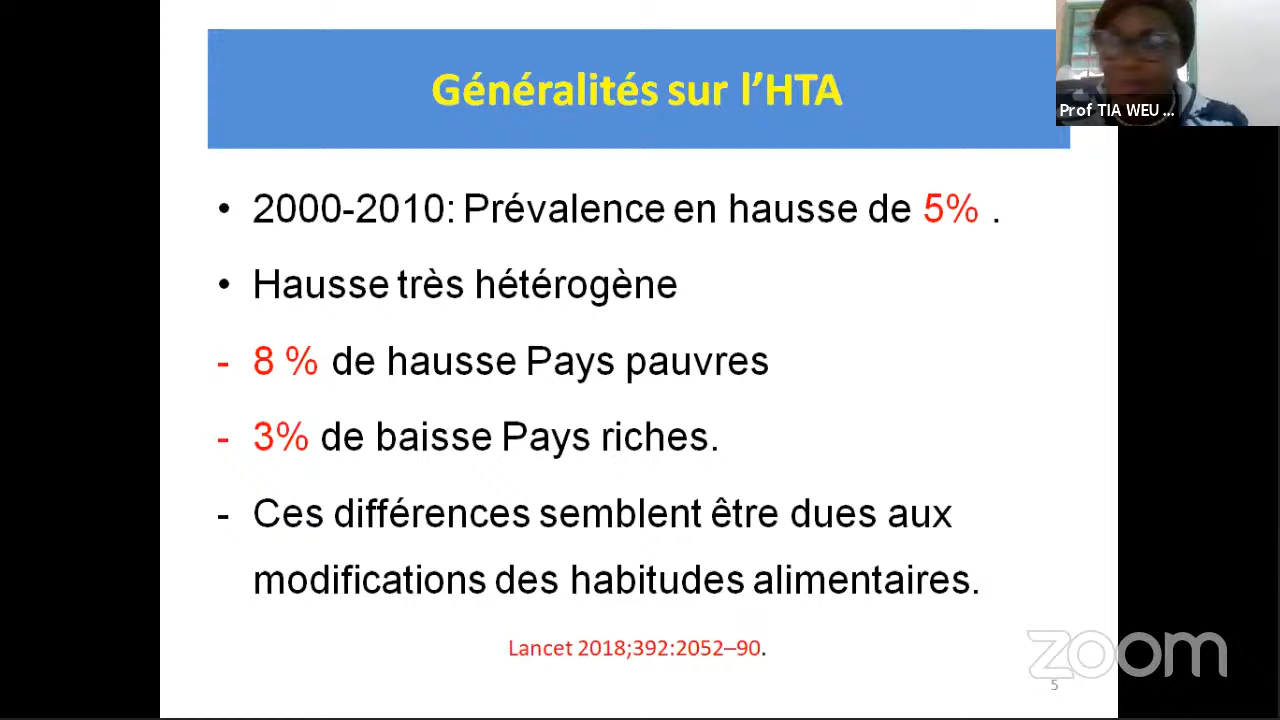 Généralités sur l’HTA
Prof TIA WEU ...
• 2000-2010: Prévalence en hausse de 5% .
• Hausse très hétérogène
- 8 % de hausse Pays pauvres
- 3% de baisse Pays riches.
- Ces différences semblent être dues aux
modifications des habitudes alimentaires.
Lancet 2018;392:2052–90.
zoom
5